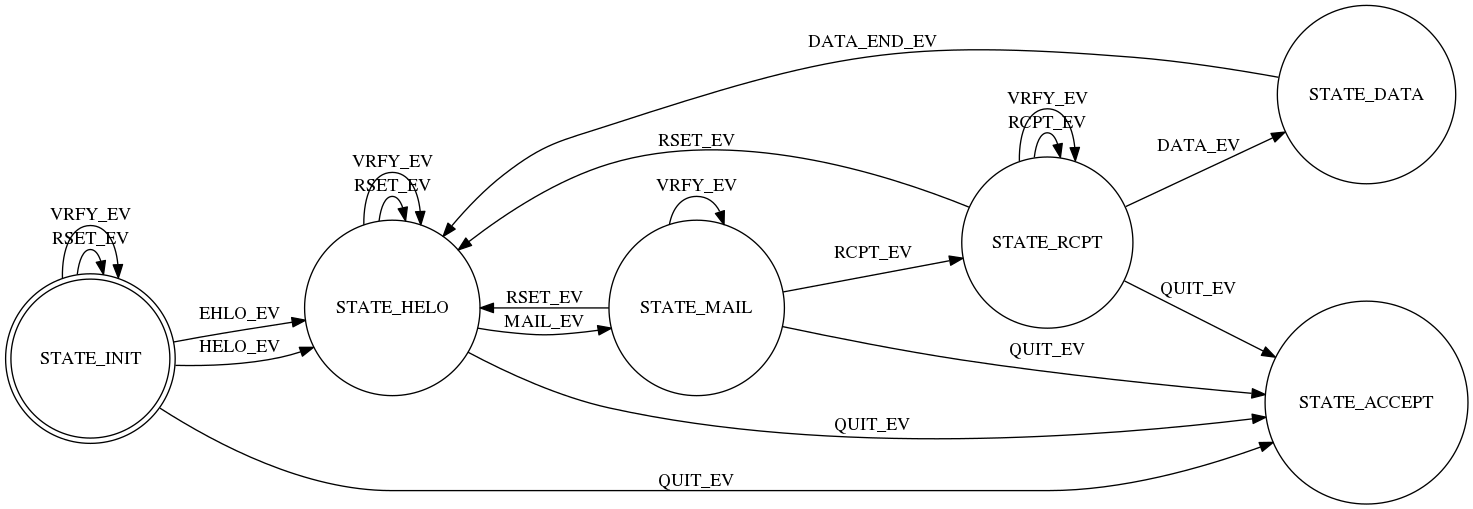 DATA_END_EV
STATE_DATA
VRFY_EV
RCPT_EV
RSET_EV
DATA_EV
VRFY_EV
RSET_EV
VRFY_EV
VRFY_EV
RSET_EV
STATE_RCPT
RCPT_EV
QUIT_EV
RSET_EV
MAIL_EV
STATE_HELO
STATE_MAIL
EHLO_EV
HELO_EV
STATE_INIT
QUIT_EV
STATE_ACCEPT
QUIT_EV
QUIT_EV